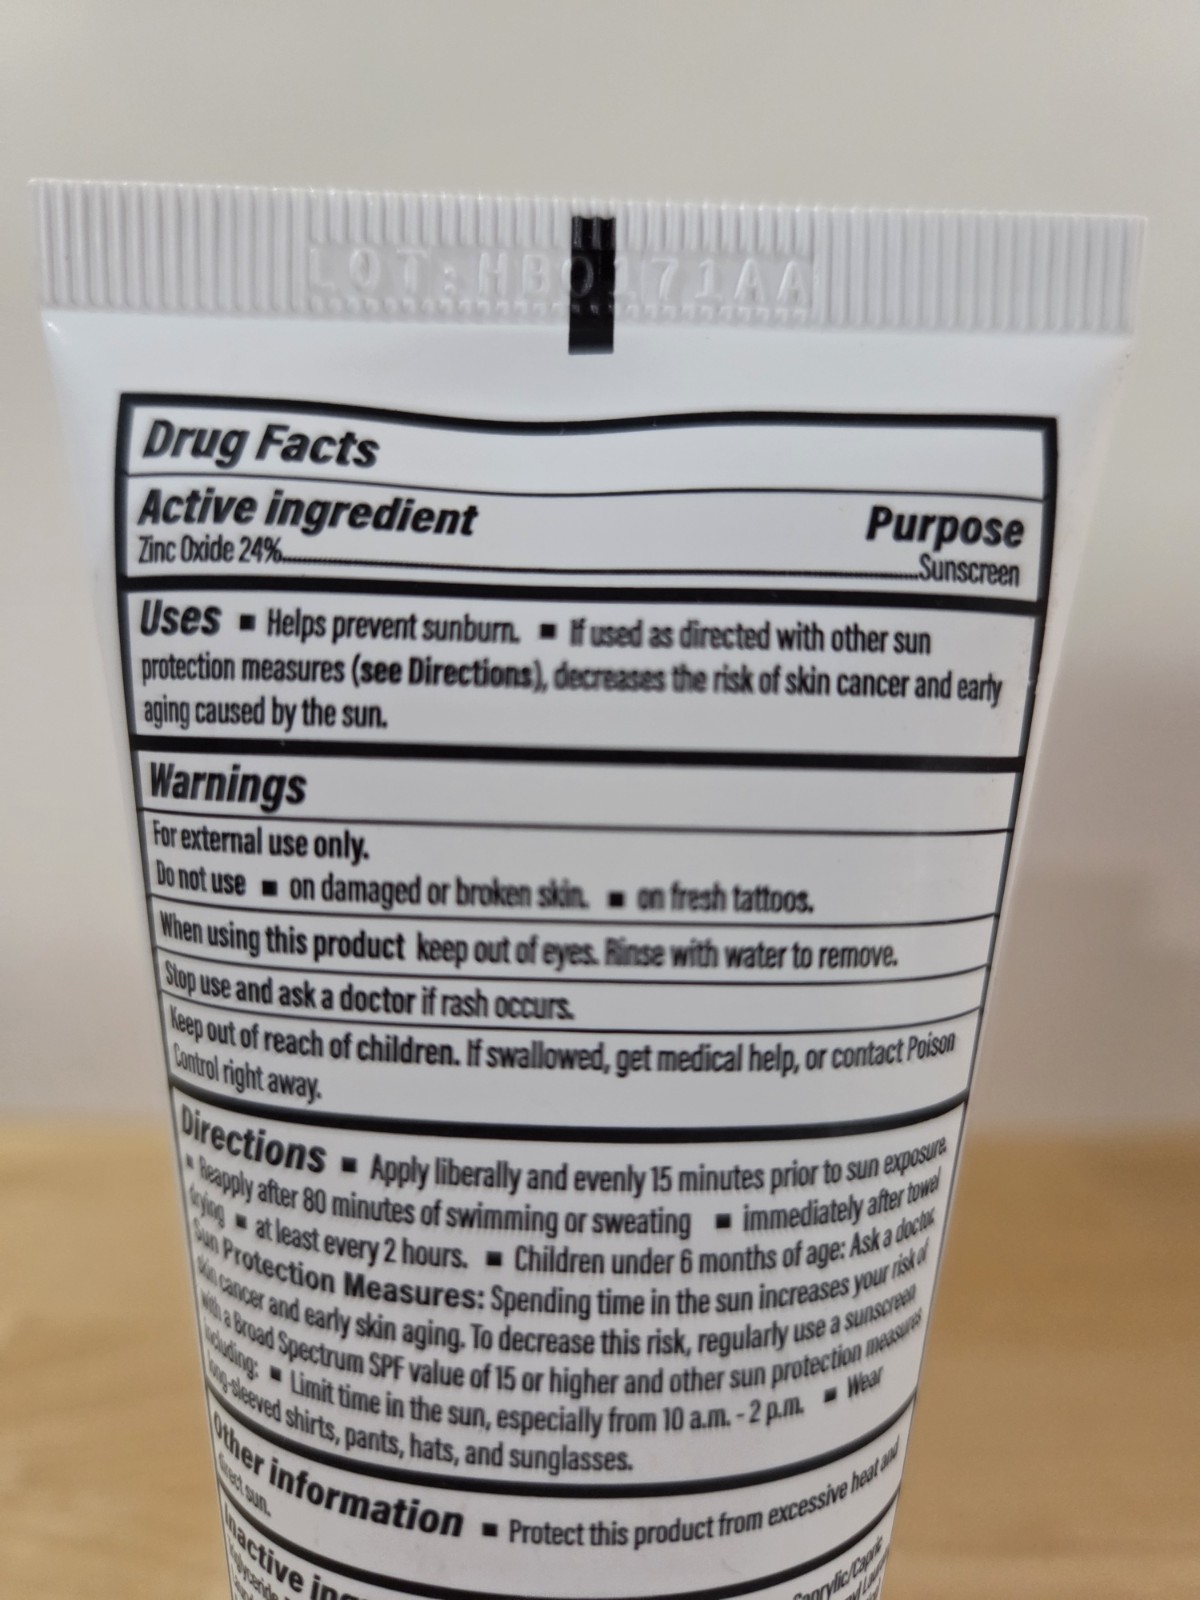 LOT:HB0171AA
Drug Facts
Active ingredient Purpose
Zinc Oxide 24%..........Sunscreen
Uses ▪ Helps prevent sunburn. ▪ If used as directed with other sun
protection measures (see Directions), decreases the risk of skin cancer and early
aging caused by the sun.
Warnings
For external use only.
Do not use ▪ on damaged or broken skin. ▪ on fresh tattoos.
When using this product keep out of eyes. Rinse with water to remove.
Stop use and ask a doctor if rash occurs.
Keep out of reach of children. If swallowed, get medical help, or contact Poison
Control right away.
Directions ▪ Apply liberally and evenly 15 minutes prior to sun exposure.
▪ Reapply after 80 minutes of swimming or sweating ▪ immediately after towel
drying ▪ at least every 2 hours. ▪ Children under 6 months of age: Ask a doctor.
Sun Protection Measures: Spending time in the sun increases your risk of
skin cancer and early skin aging. To decrease this risk, regularly use a sunscreen
with a Broad Spectrum SPF value of 15 or higher and other sun protection measures
including: ▪ Limit time in the sun, especially from 10 a.m. - 2 p.m. ▪ Wear
long-sleeved shirts, pants, hats, and sunglasses.
Other information ▪ Protect this product from excessive heat and
direct sun.
Inactive Caprylic/Capric